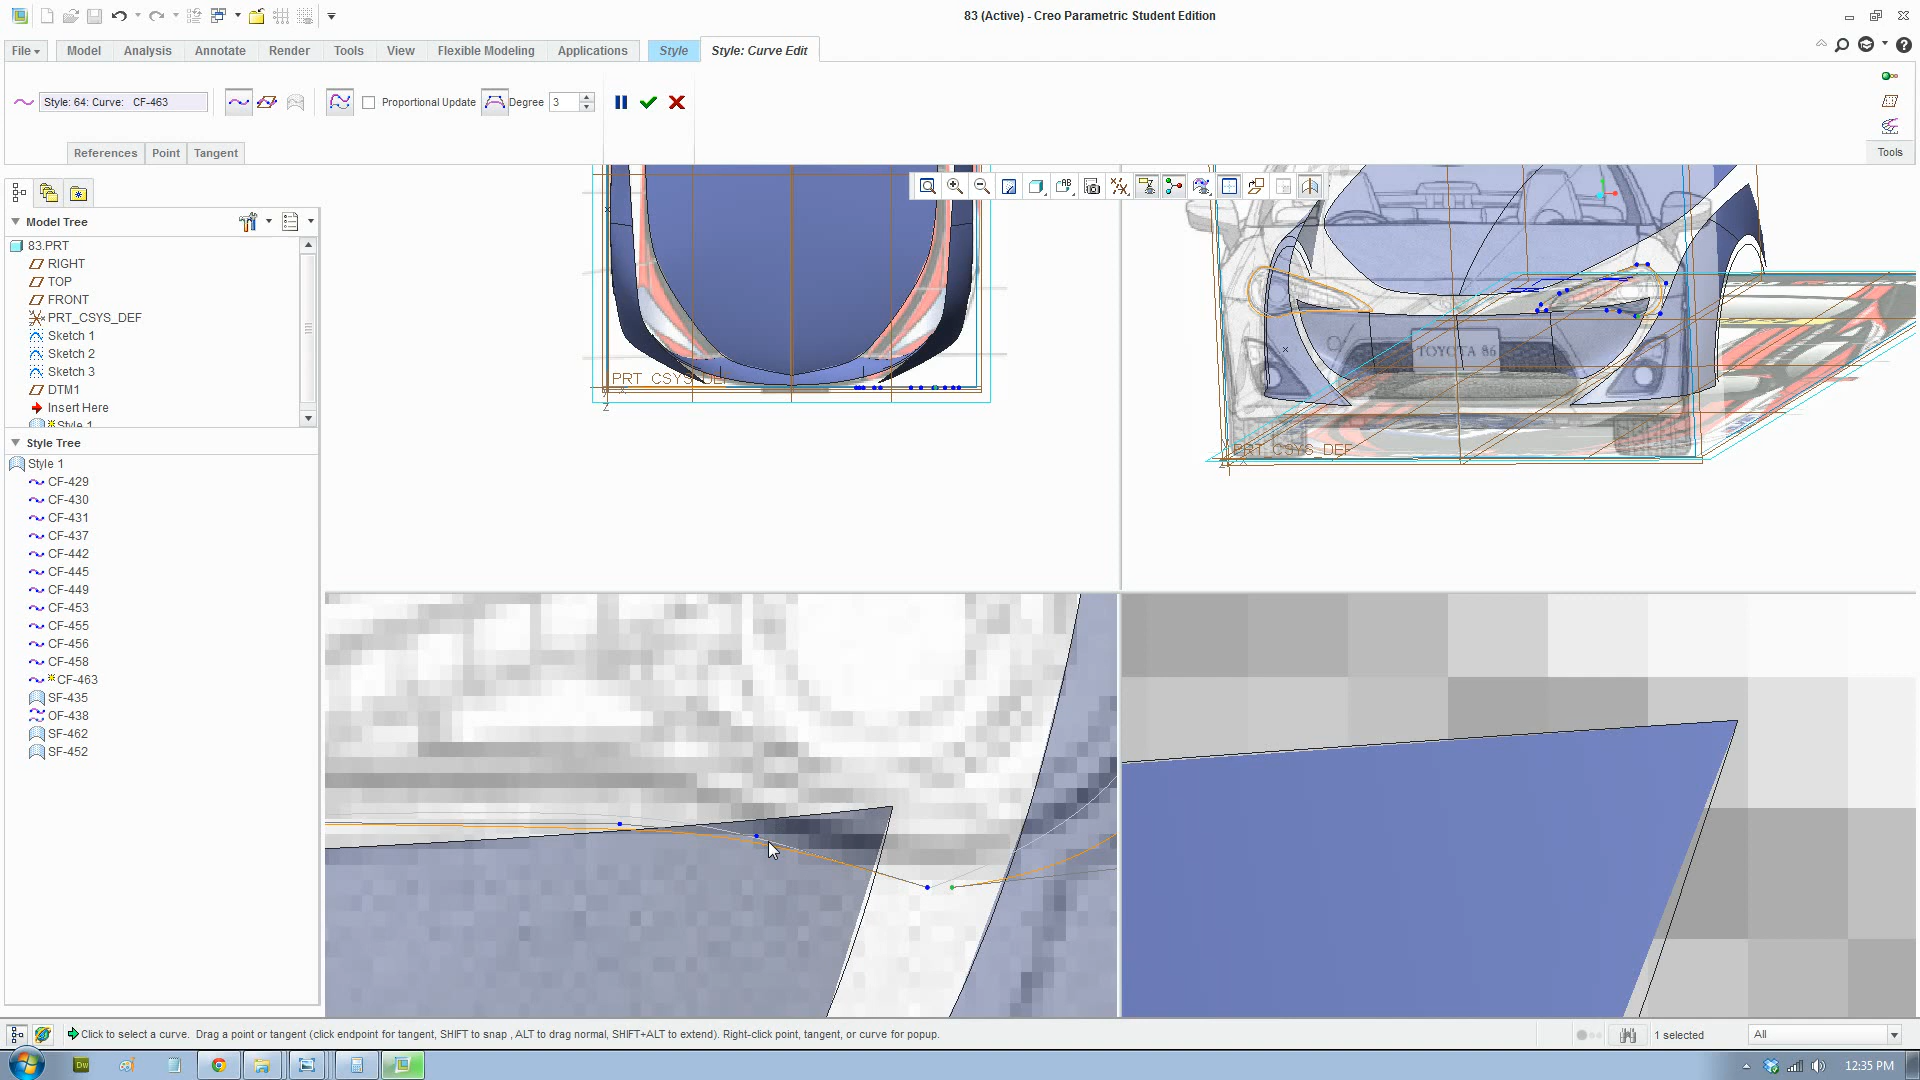 83 (Active) - Creo Parametric Student Edition
File Model Analysis Annotate Render Tools View Flexible Modeling Applications Style Style: Curve Edit
Style: 64: Curve: CF-463 Proportional Update Degree 3
References Point Tangent
Tools
Model Tree
83.PRT
RIGHT
TOP
FRONT
PRT_CSYS_DEF
Sketch 1
Sketch 2
Sketch 3
DTM1
Insert Here
Style 1
Style Tree
Style 1
CF-429
CF-430
CF-431
CF-437
CF-442
CF-445
CF-449
CF-453
CF-455
CF-456
CF-458
CF-463
SF-435
OF-438
SF-462
SF-452
PRT_CSYS_DEF
Z
TOYOTA 86
PRT_CSYS_DEF
Click to select a curve. Drag a point or tangent (click endpoint for tangent, SHIFT to snap , ALT to drag normal, SHIFT+ALT to extend). Right-click point, tangent, or curve for popup.
1 selected
All
Dw
12:35 PM